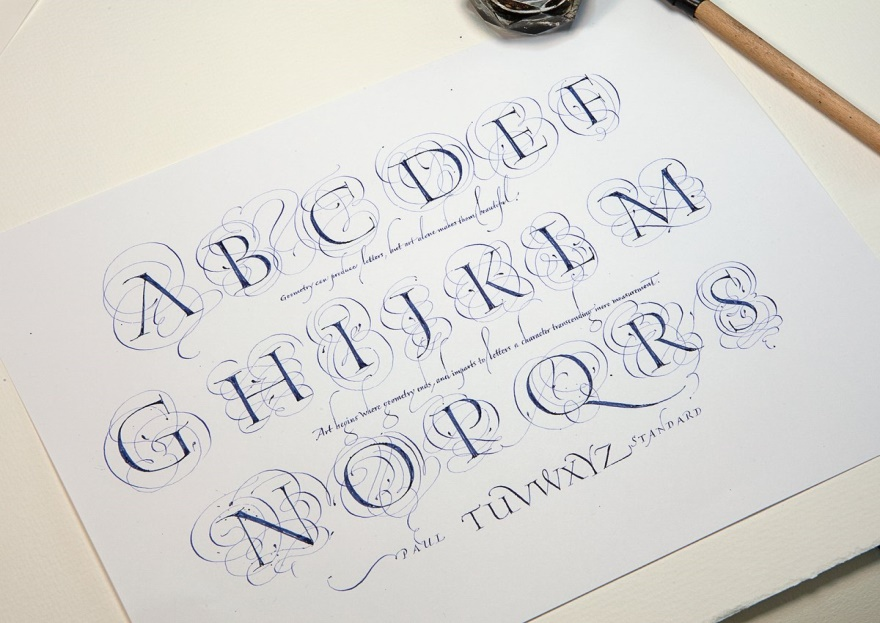 A B C D E F
Geometry can produce letters, but art alone makes them beautiful.
G H I J K L M
Art begins where geometry ends, and imparts to letters a character transcending mere measurement.
N O P Q R S
PAUL TUVWXYZ STANDARD